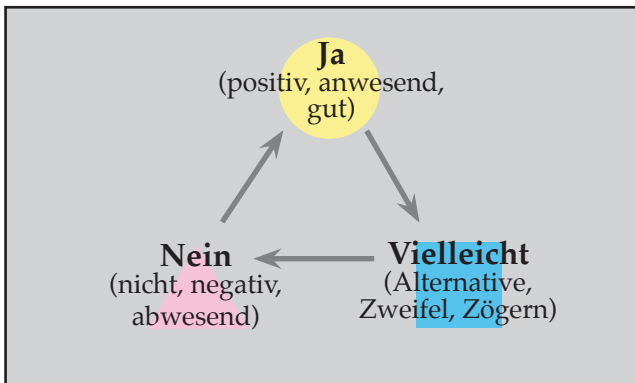 Ja
(positiv, anwesend,
gut)
Nein
(nicht, negativ,
abwesend)
Vielleicht
(Alternative,
Zweifel, Zögern)